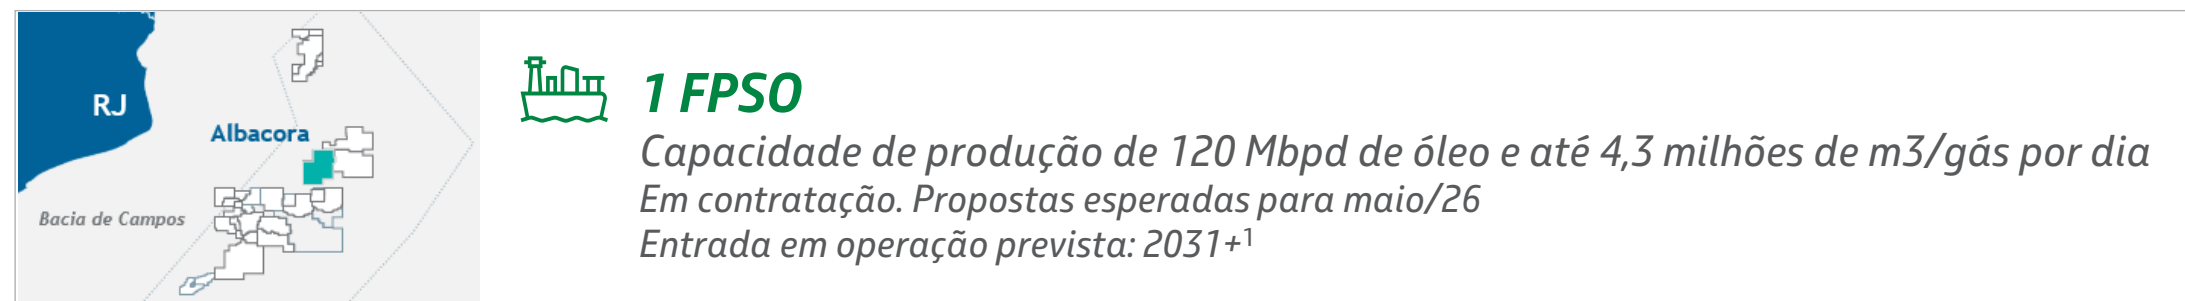 RJ
Albacora
Bacia de Campos
1 FPSO
Capacidade de produção de 120 Mbpd de óleo e até 4,3 milhões de m3/gás por dia
Em contratação. Propostas esperadas para maio/26
Entrada em operação prevista: 2031+¹